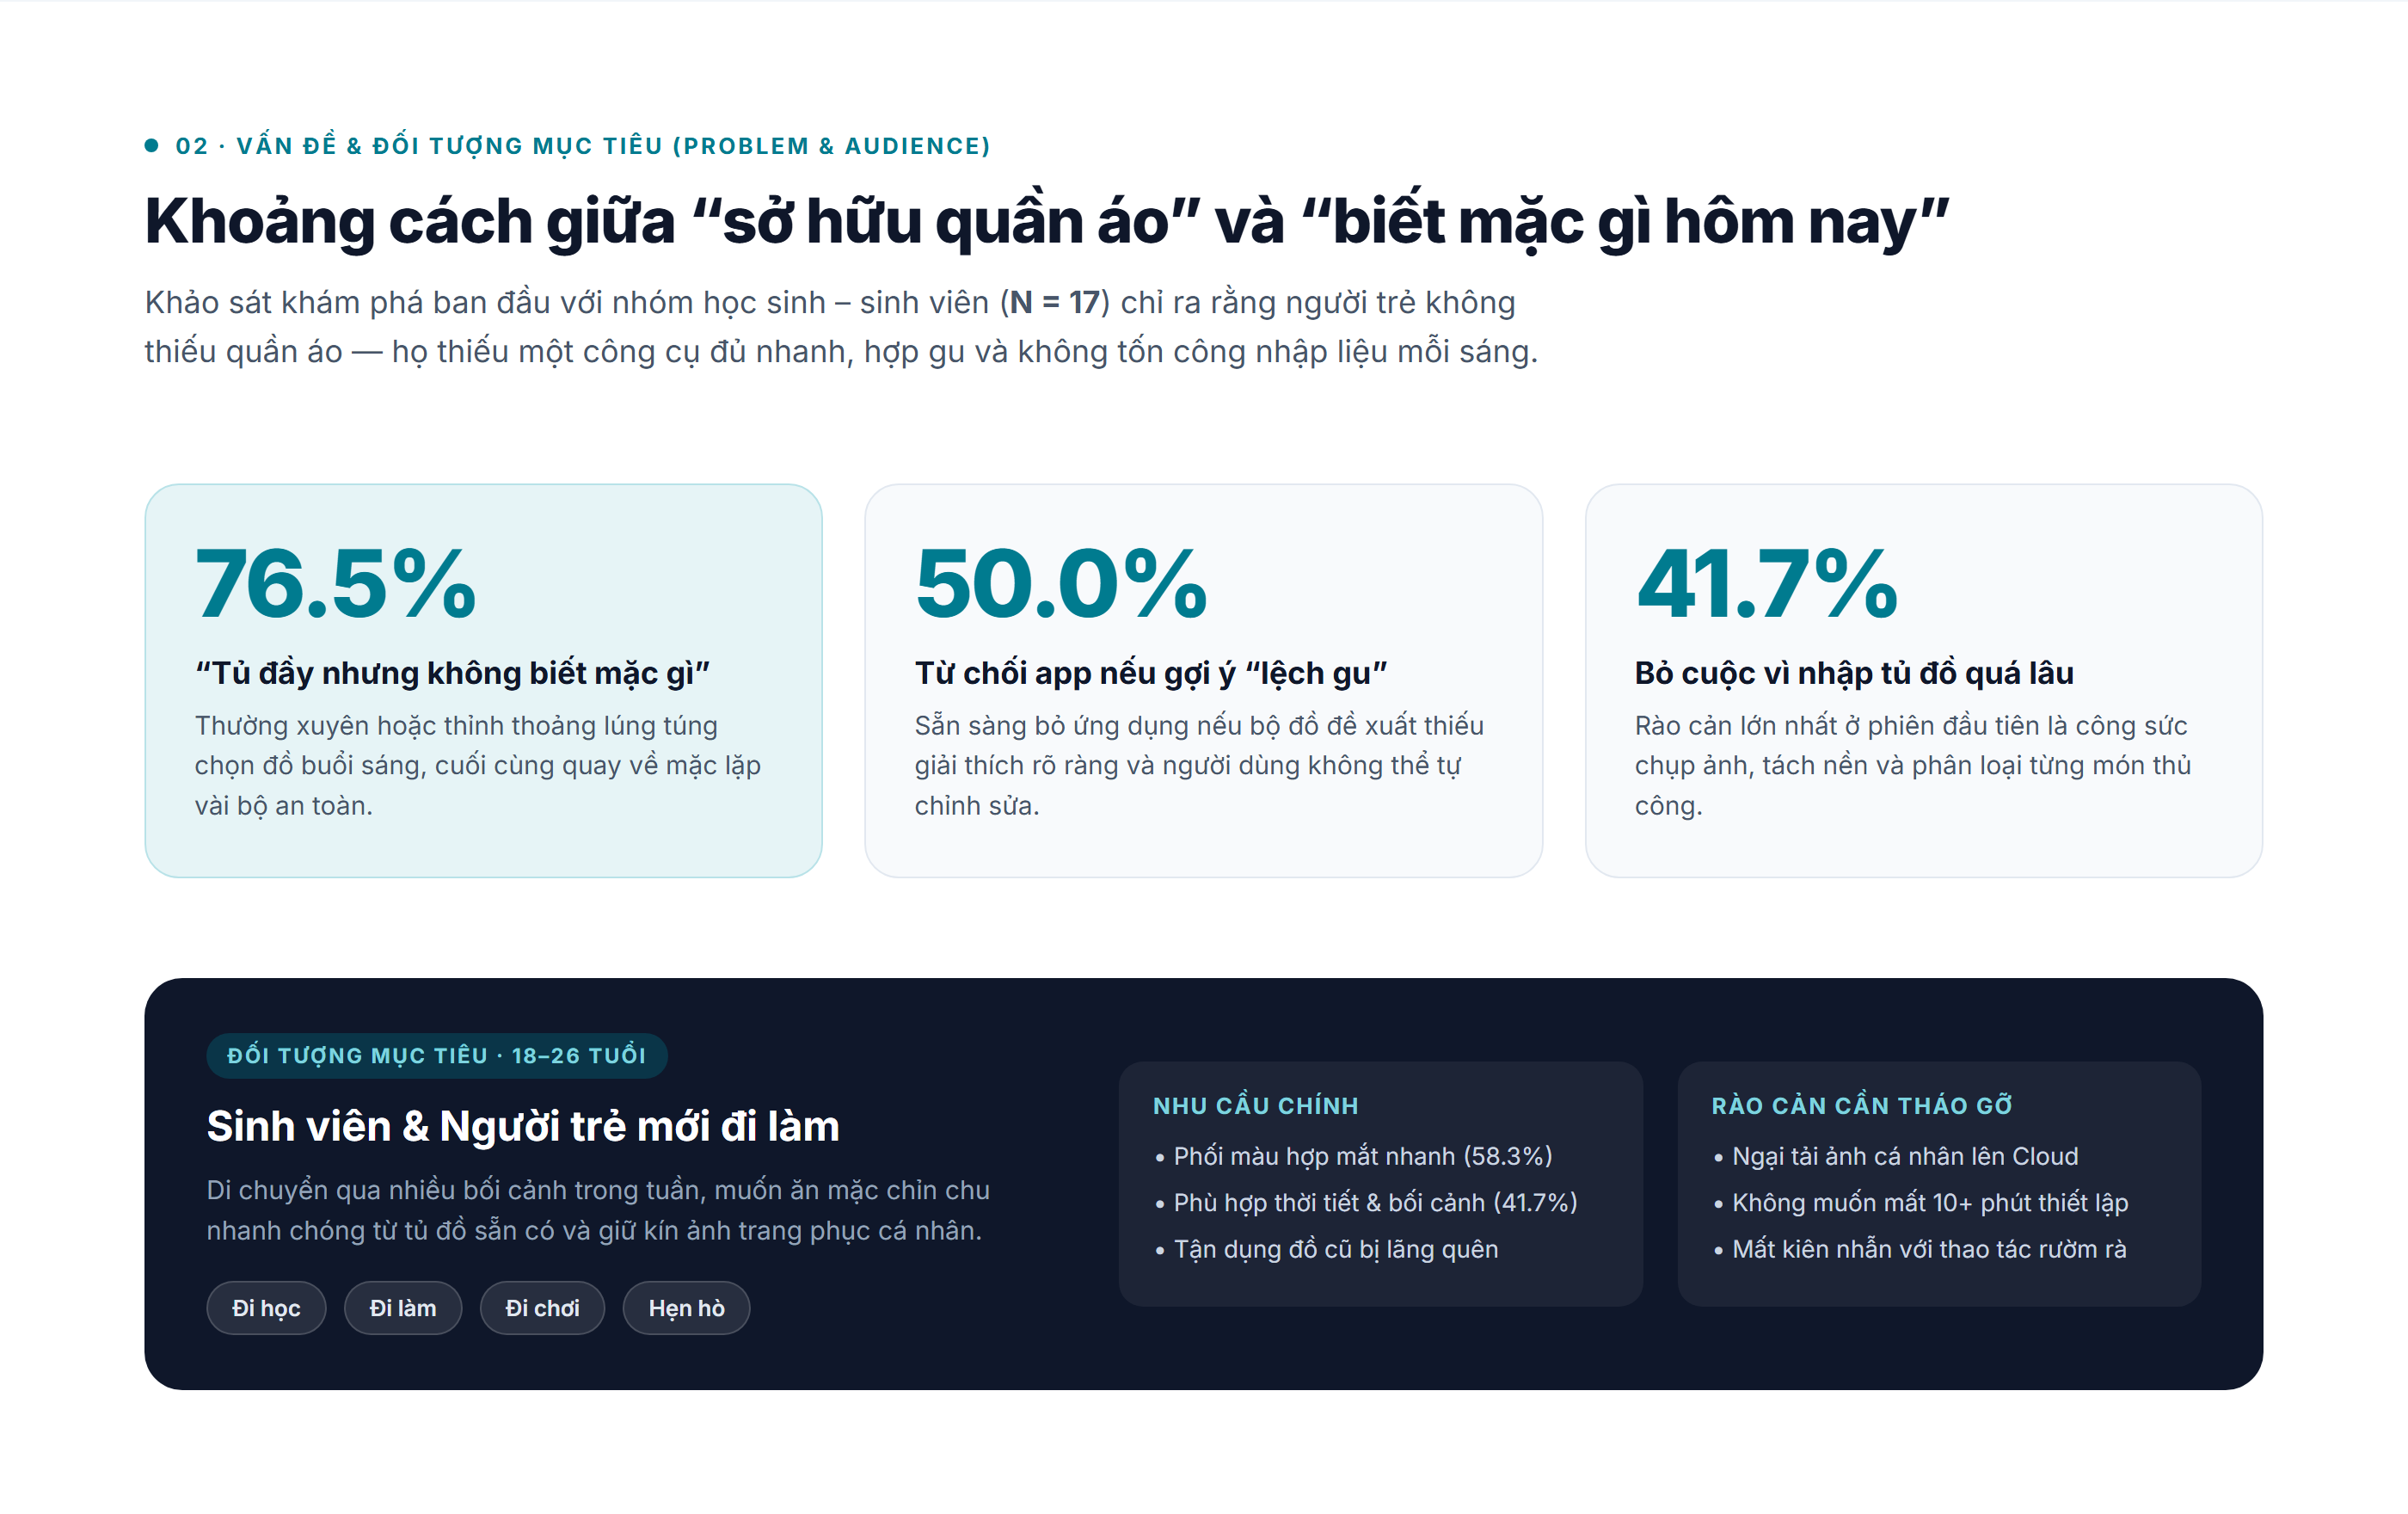 02 · VẤN ĐỀ & ĐỐI TƯỢNG MỤC TIÊU (PROBLEM & AUDIENCE)
Khoảng cách giữa “sở hữu quần áo” và “biết mặc gì hôm nay”
Khảo sát khám phá ban đầu với nhóm học sinh – sinh viên (N = 17) chỉ ra rằng người trẻ không
thiếu quần áo — họ thiếu một công cụ đủ nhanh, hợp gu và không tốn công nhập liệu mỗi sáng.
76.5%
“Tủ đầy nhưng không biết mặc gì”
Thường xuyên hoặc thỉnh thoảng lúng túng
chọn đồ buổi sáng, cuối cùng quay về mặc lặp
vài bộ an toàn.
50.0%
Từ chối app nếu gợi ý “lệch gu”
Sẵn sàng bỏ ứng dụng nếu bộ đồ đề xuất thiếu
giải thích rõ ràng và người dùng không thể tự
chỉnh sửa.
41.7%
Bỏ cuộc vì nhập tủ đồ quá lâu
Rào cản lớn nhất ở phiên đầu tiên là công sức
chụp ảnh, tách nền và phân loại từng món thủ
công.
ĐỐI TƯỢNG MỤC TIÊU · 18–26 TUỔI
Sinh viên & Người trẻ mới đi làm
Di chuyển qua nhiều bối cảnh trong tuần, muốn ăn mặc chỉn chu
nhanh chóng từ tủ đồ sẵn có và giữ kín ảnh trang phục cá nhân.
Đi học
Đi làm
Đi chơi
Hẹn hò
NHU CẦU CHÍNH
• Phối màu hợp mắt nhanh (58.3%)
• Phù hợp thời tiết & bối cảnh (41.7%)
• Tận dụng đồ cũ bị lãng quên
RÀO CẢN CẦN THÁO GỠ
• Ngại tải ảnh cá nhân lên Cloud
• Không muốn mất 10+ phút thiết lập
• Mất kiên nhẫn với thao tác rườm rà